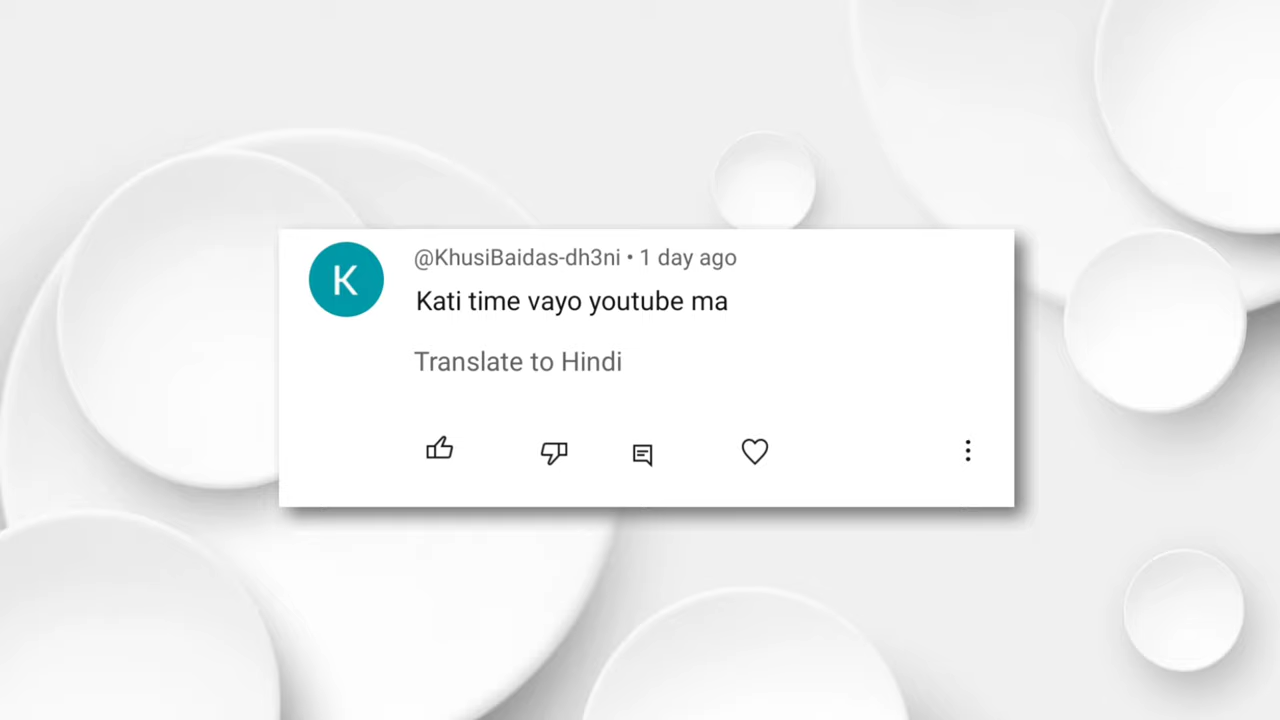 K
@KhusiBaidas-dh3ni • 1 day ago
Kati time vayo youtube ma
Translate to Hindi